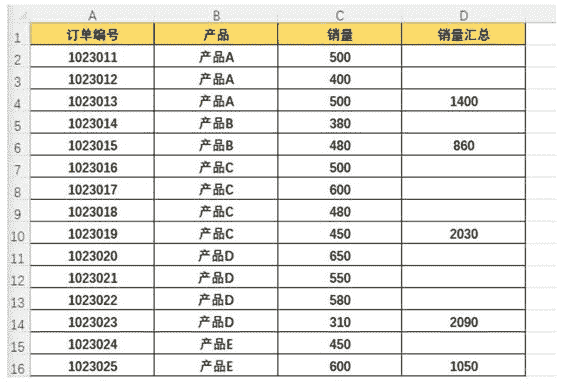 A B C D
1 订单编号 产品 销量 销量汇总
2 1023011 产品A 500
3 1023012 产品A 400
4 1023013 产品A 500 1400
5 1023014 产品B 380
6 1023015 产品B 480 860
7 1023016 产品C 500
8 1023017 产品C 600
9 1023018 产品C 480
10 1023019 产品C 450 2030
11 1023020 产品D 650
12 1023021 产品D 550
13 1023022 产品D 580
14 1023023 产品D 310 2090
15 1023024 产品E 450
16 1023025 产品E 600 1050